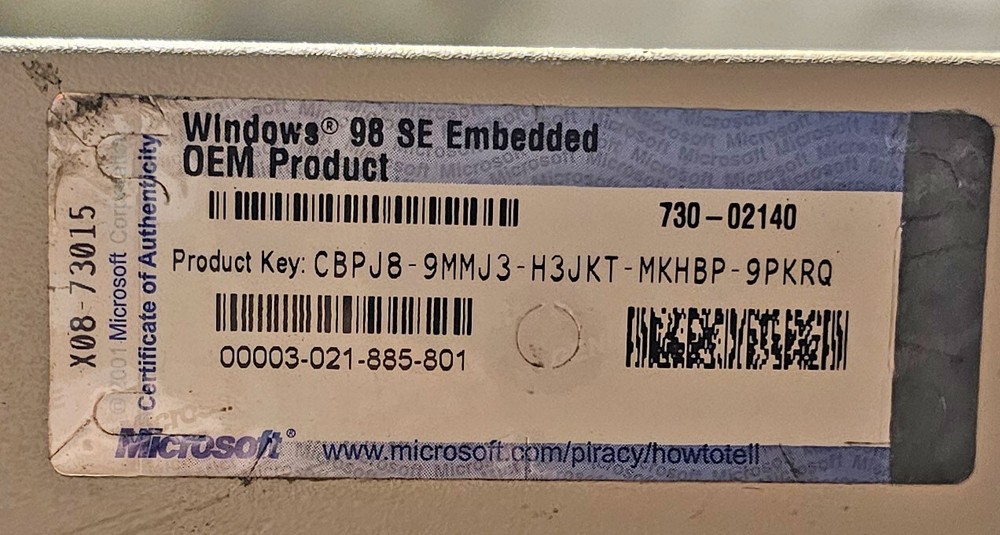 Windows® 98 SE Embedded
OEM Product
730-02140
Product Key: CBPJ8-9MMJ3-H3JKT-MKHBP-9PKRQ
00003-021-885-801
Microsoft®
www.microsoft.com/piracy/howtotell
X08-73015
©2001 Microsoft Corporation
Certificate of Authenticity